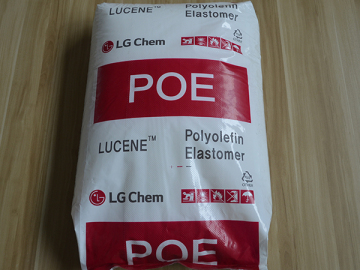 LUCENE™ Polyolefin
Elastomer
LG Chem
POE
LUCENE™ Polyolefin
Elastomer
LG Chem
POE